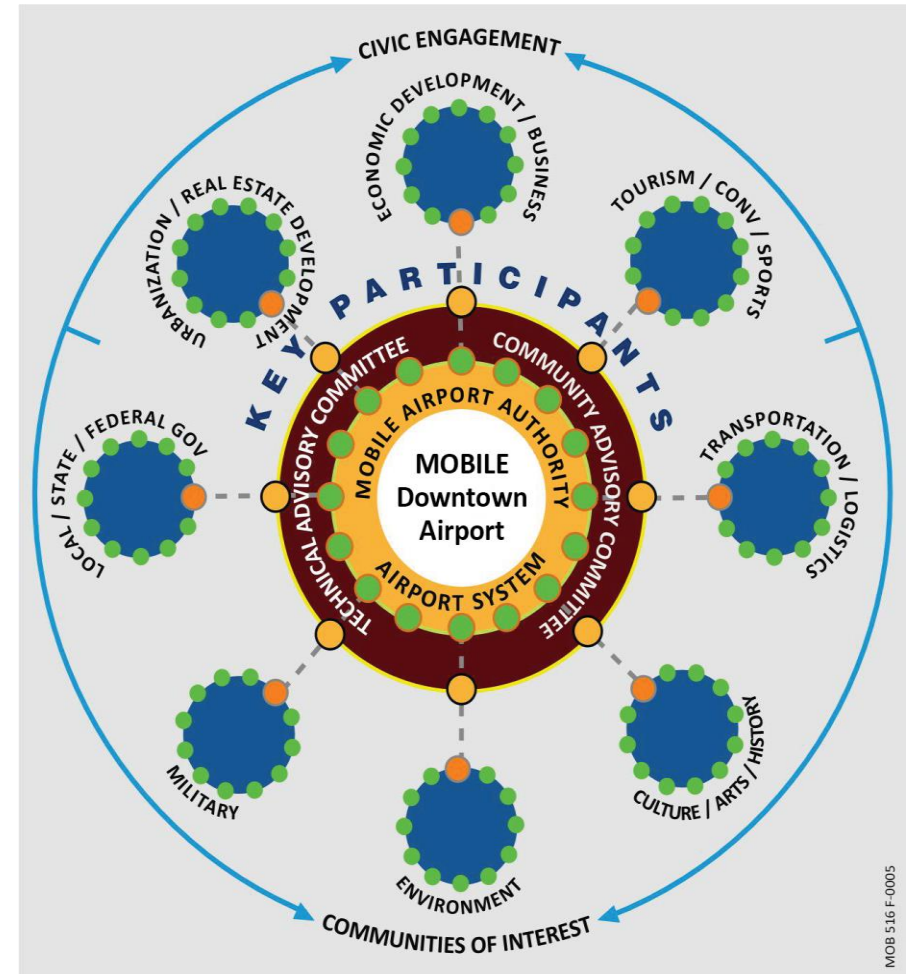 CIVIC ENGAGEMENT
ECONOMIC DEVELOPMENT / BUSINESS
URBANIZATION / REAL ESTATE DEVELOPMENT
TOURISM / CONV / SPORTS
KEY PARTICIPANTS
TECHNICAL ADVISORY COMMITTEE
COMMUNITY ADVISORY COMMITTEE
MOBILE AIRPORT AUTHORITY
MOBILE
Downtown
Airport
AIRPORT SYSTEM
LOCAL / STATE / FEDERAL GOV
TRANSPORTATION / LOGISTICS
MILITARY
CULTURE / ARTS / HISTORY
ENVIRONMENT
COMMUNITIES OF INTEREST
MOB 516 F-0005